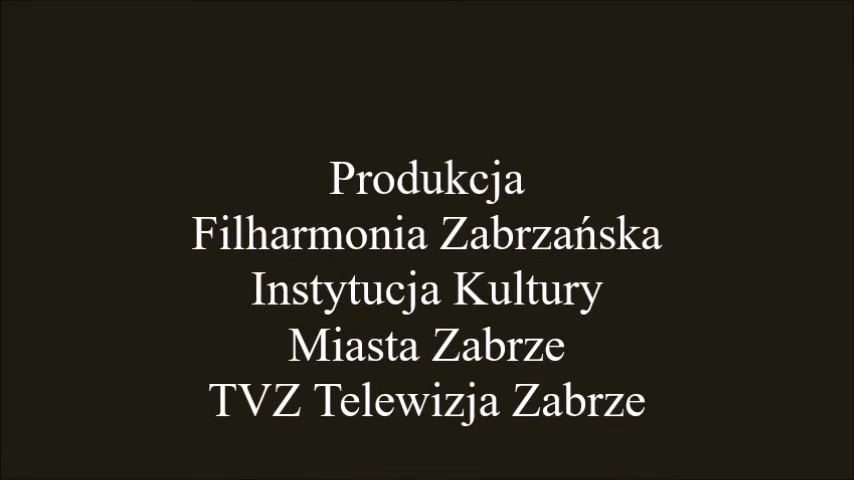 Produkcja
Filharmonia Zabrzańska
Instytucja Kultury
Miasta Zabrze
TVZ Telewizja Zabrze